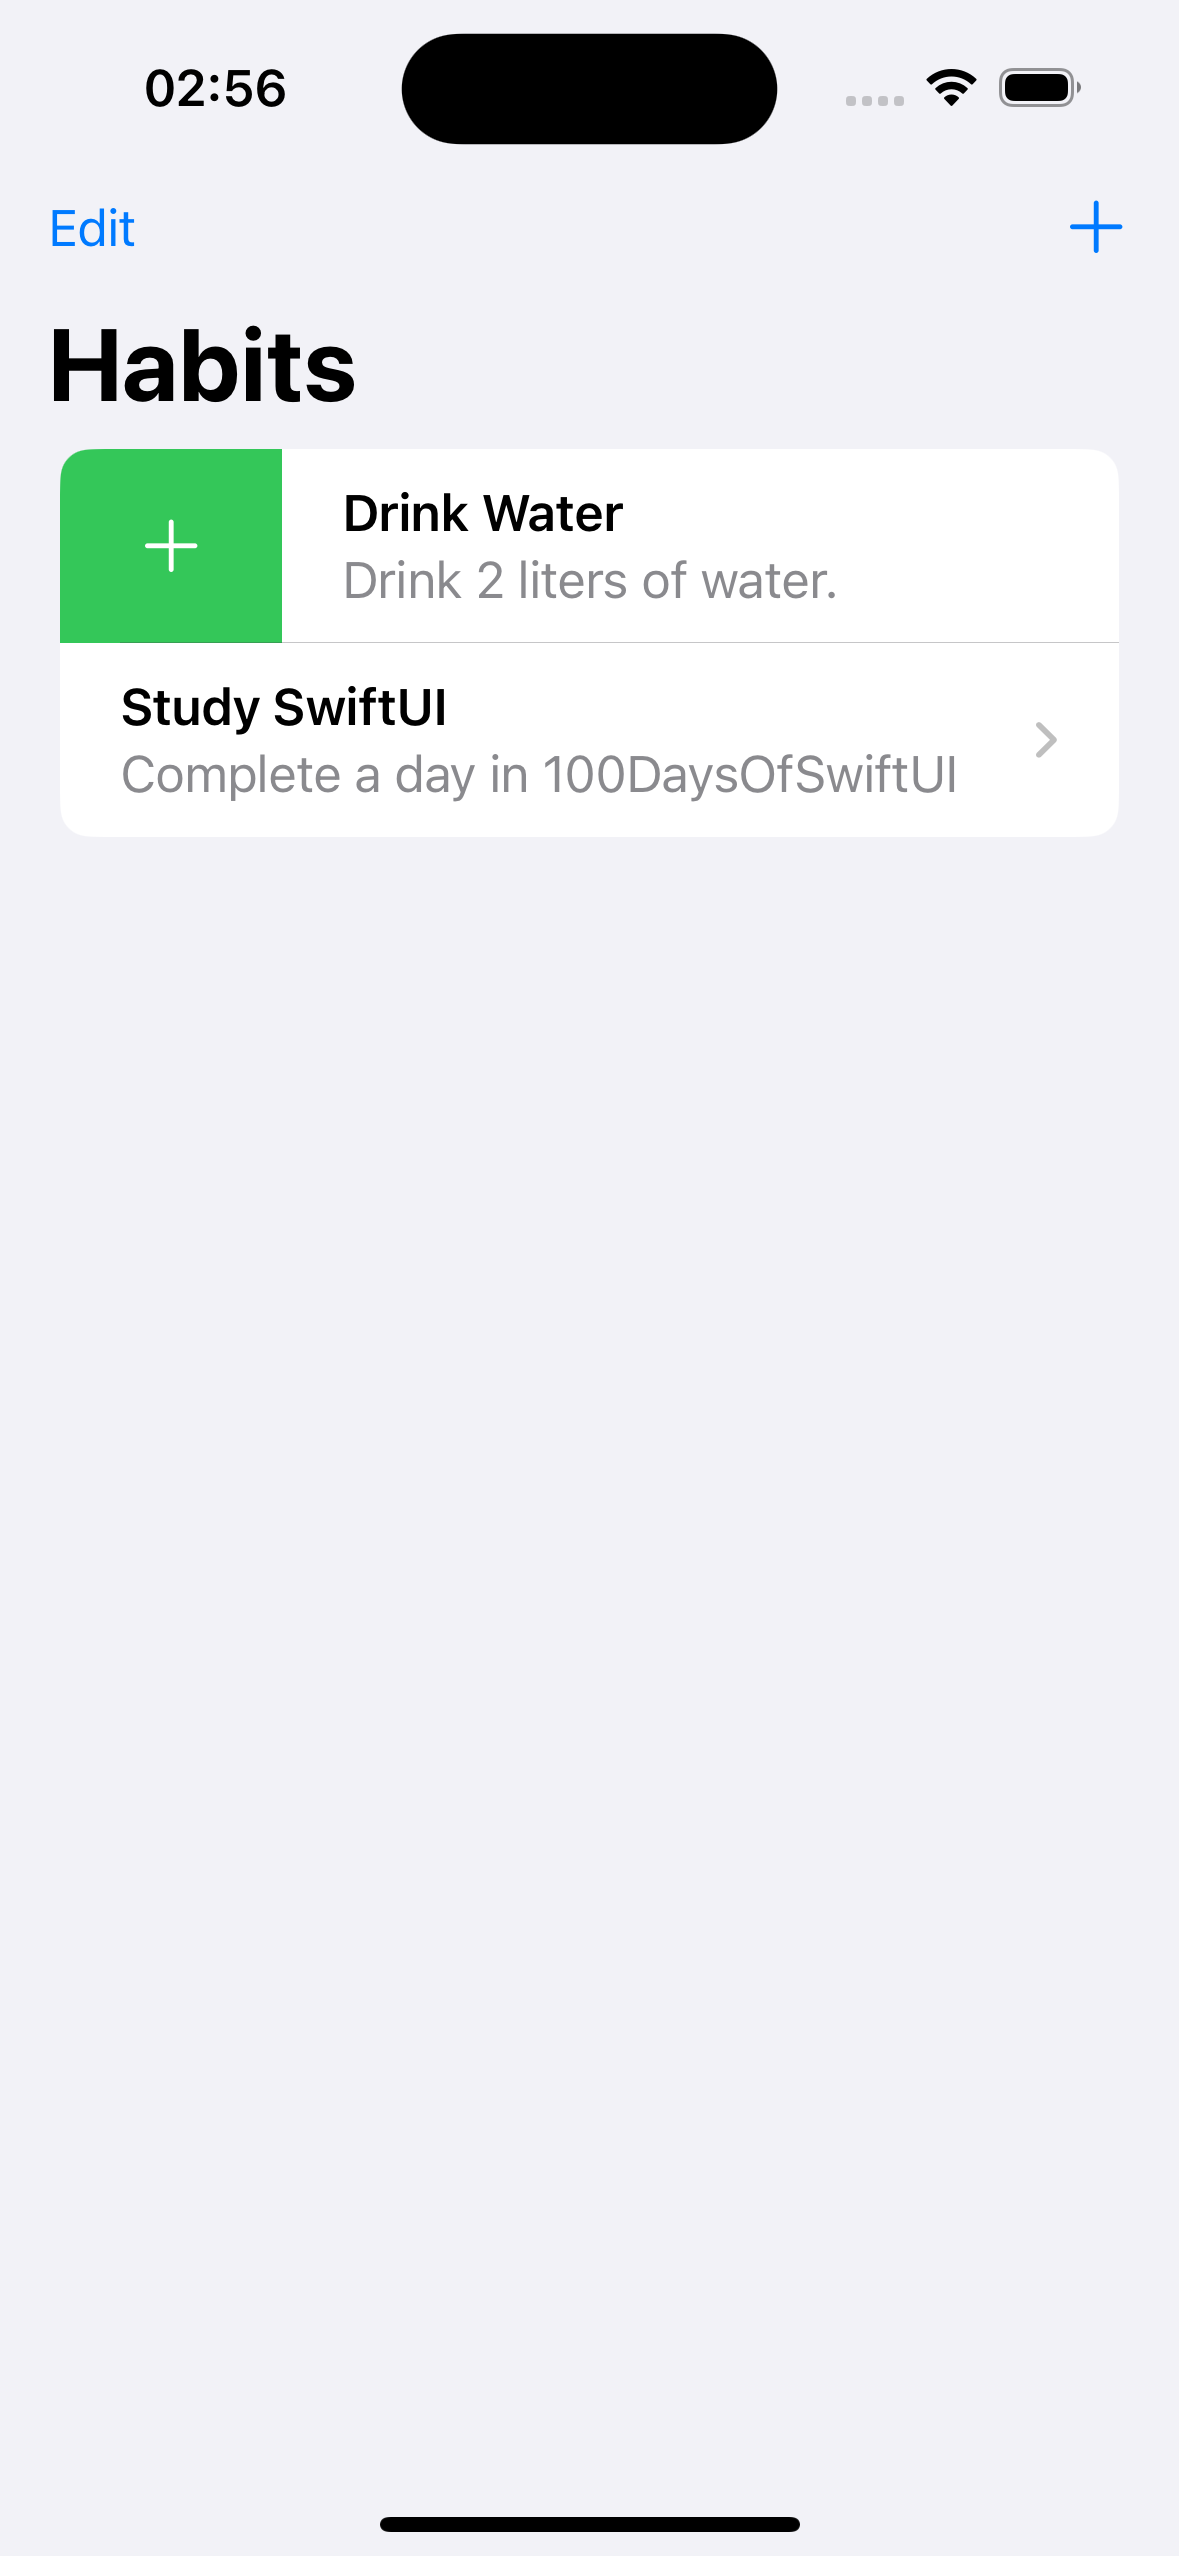 02:56
Edit
Habits
Drink Water
Drink 2 liters of water.
Study SwiftUI
Complete a day in 100DaysOfSwiftUI